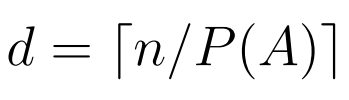 d = ⌈n/P(A)⌉